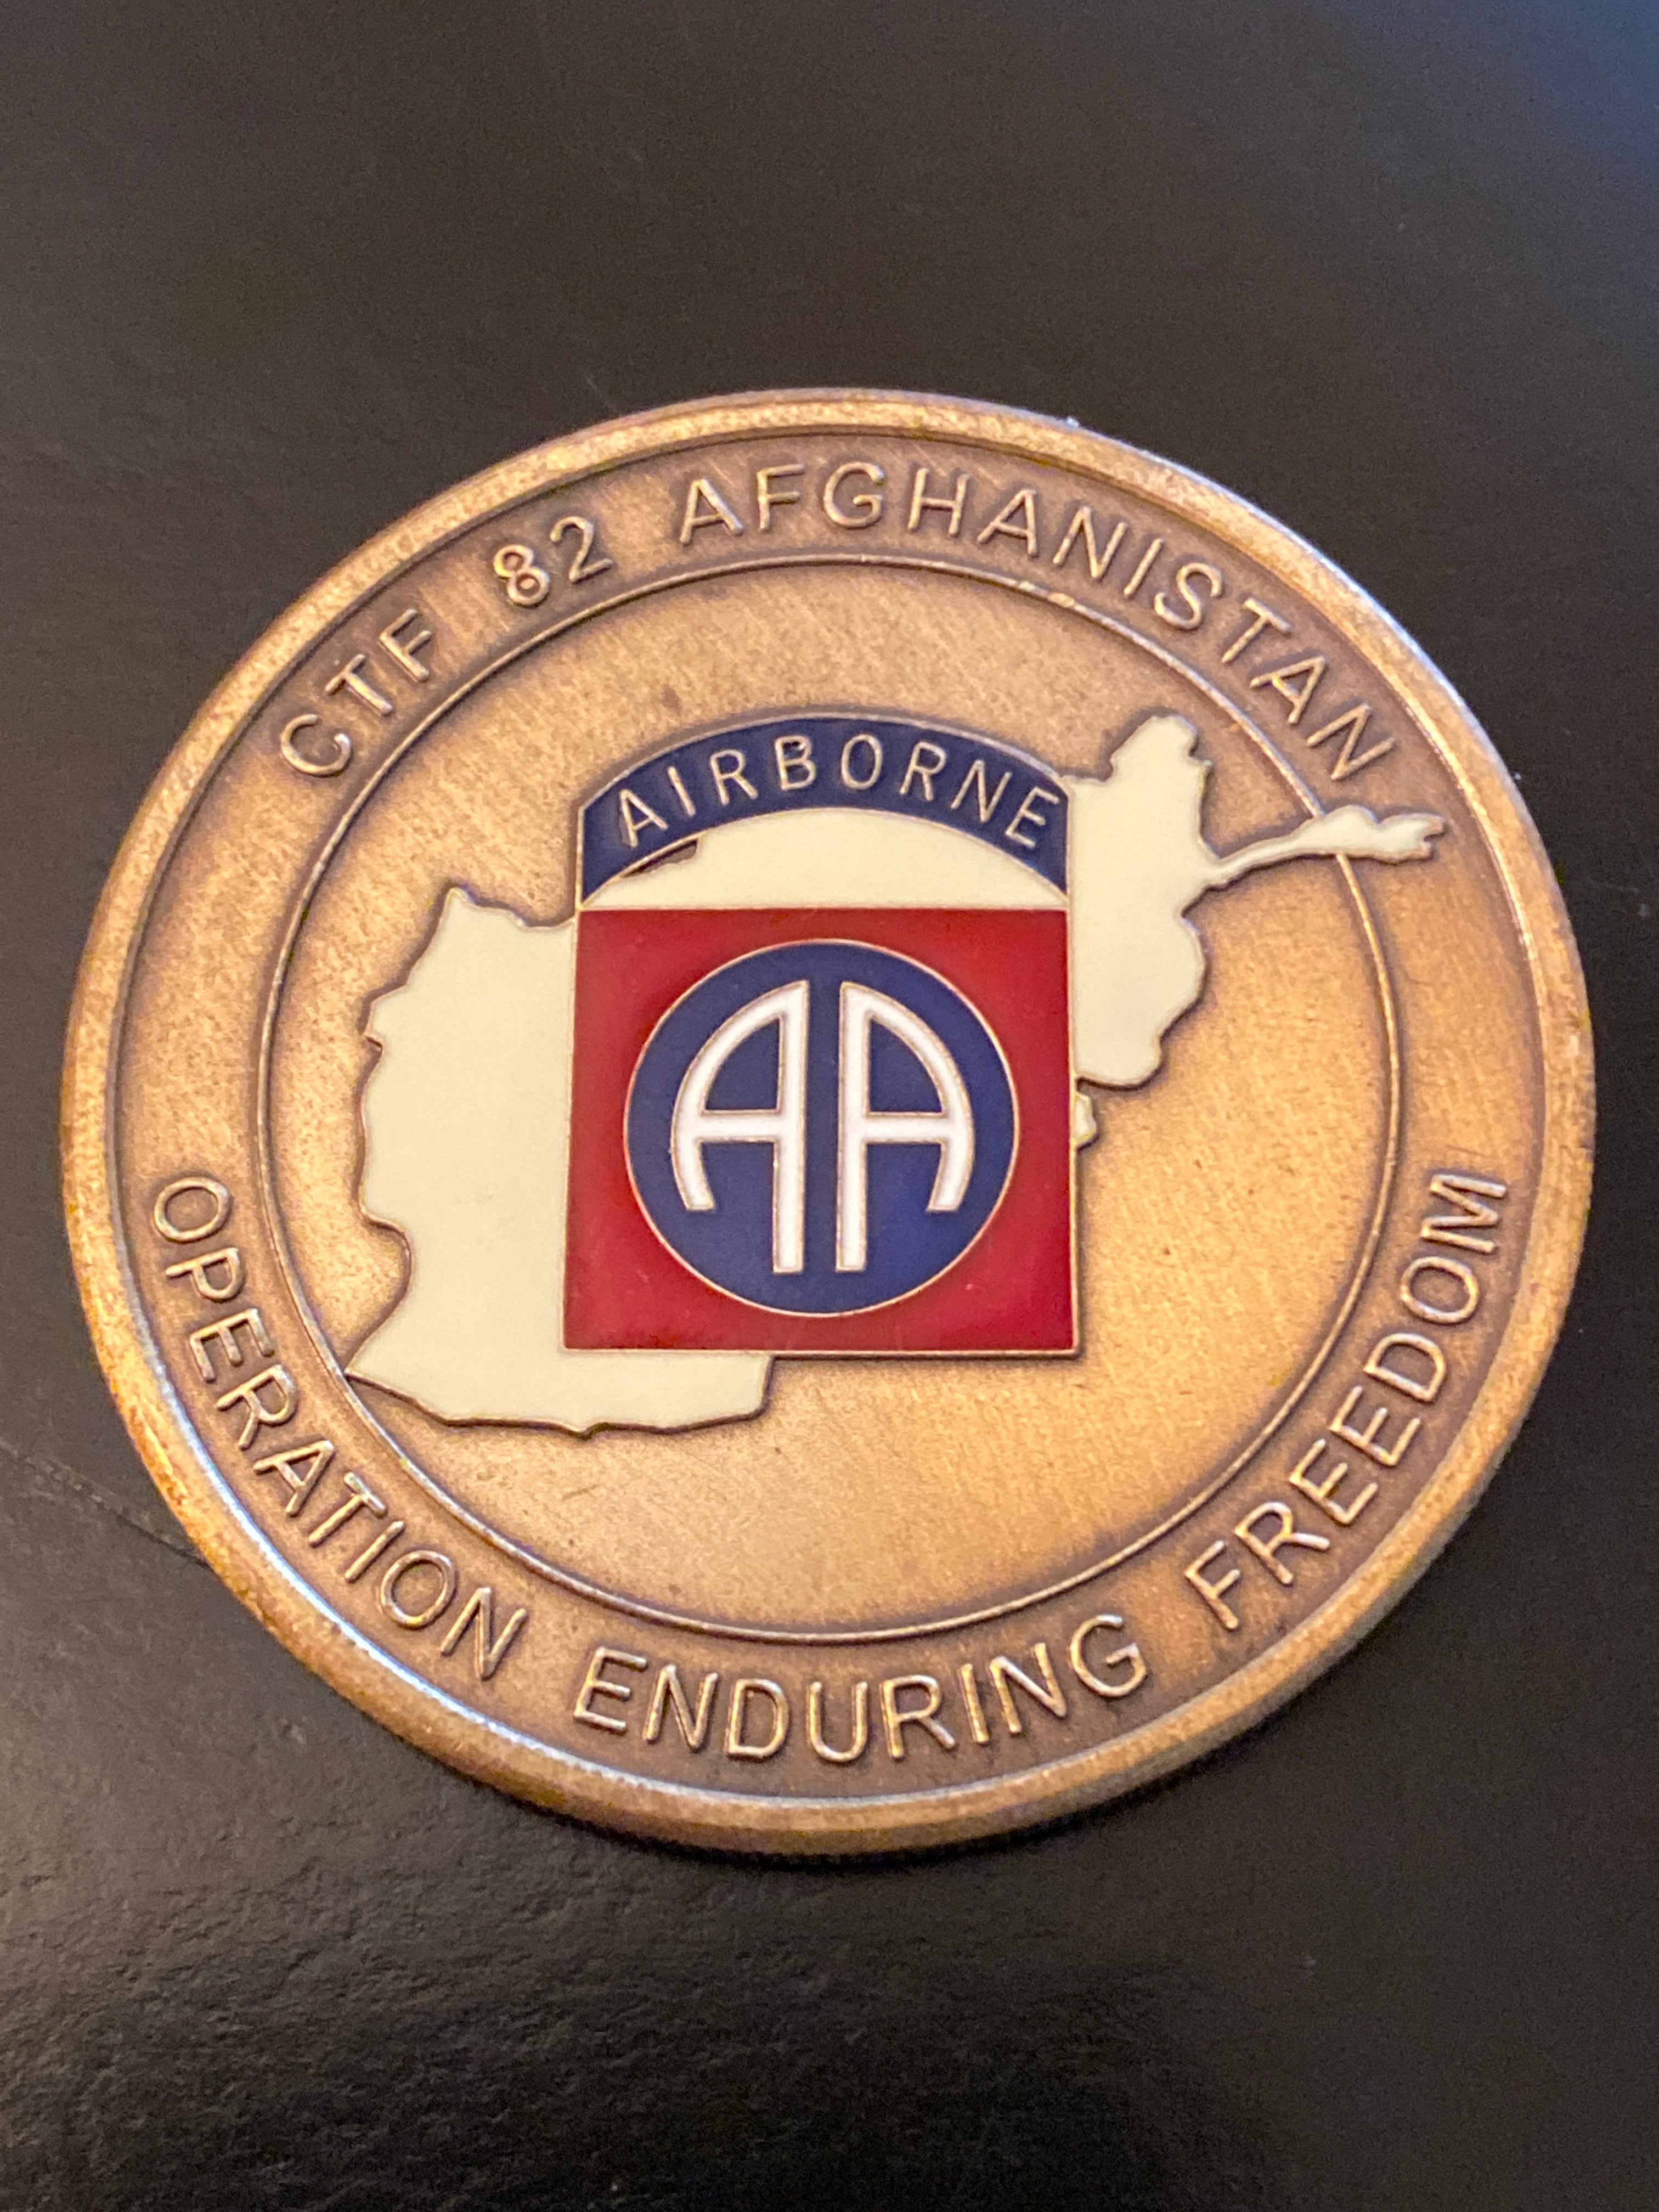 CTF 82 AFGHANISTAN
AIRBORNE
AA
OPERATION ENDURING FREEDOM